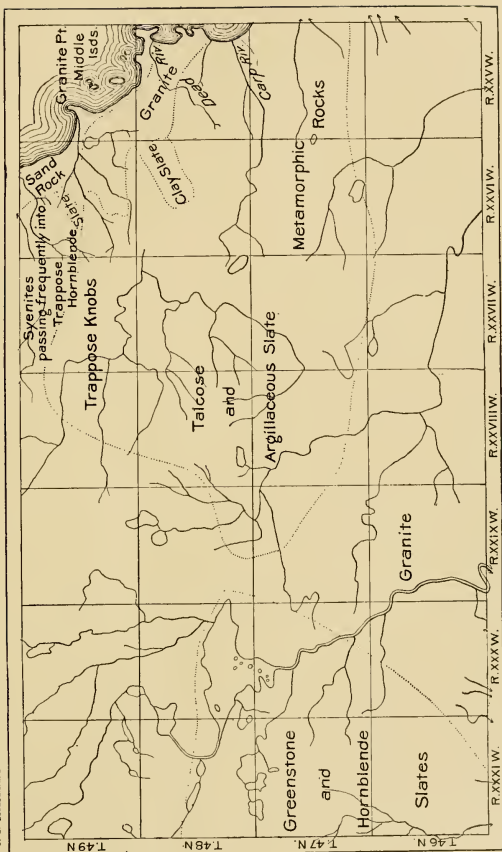 Granite Pt.
Middle
Isds.
Granite
Riv.
Dead
Carp Riv.
Clay Slate
Sand
Rock
Syenites
passing frequently into
Trappose
Hornblende Slate
Trappose Knobs
Talcose
and
Argillaceous Slate
Metamorphic
Rocks
Granite
Greenstone
and
Hornblende
Slates
T.49N
T.48N.
T.47N.
T.46N
R.XXXI W.
R.XXX W.
R.XXIX W.
R.XXVIII W.
R.XXVII W.
R.XXVI W.
R.XXV W.